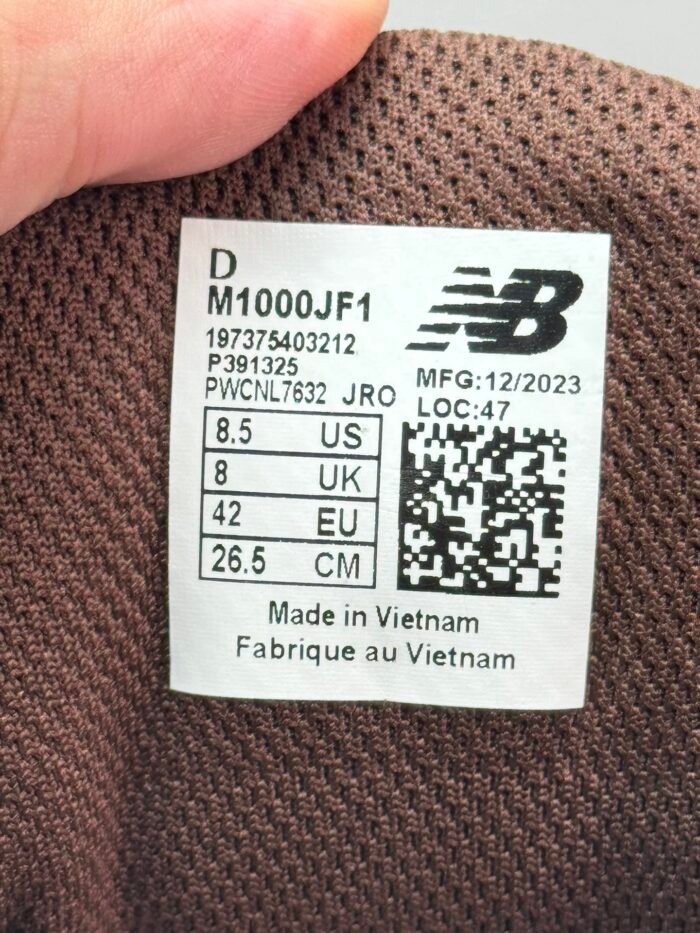 D
M1000JF1
NB
197375403212
P391325
MFG:12/2023
PWCNL7632 JRO
LOC:47
8.5 US
8 UK
42 EU
26.5 CM
Made in Vietnam
Fabrique au Vietnam